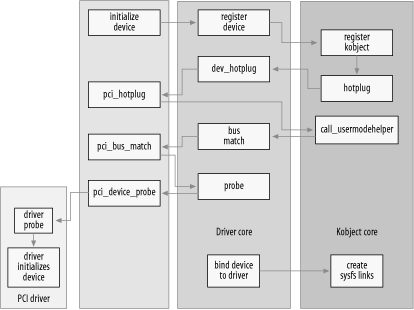 initialize
device
register
device
register
kobject
dev_hotplug
hotplug
pci_hotplug
call_usermodehelper
bus
match
pci_bus_match
probe
pci_device_probe
driver
probe
driver
initializes
device
PCI driver
Driver core
Kobject core
bind device
to driver
create
sysfs links